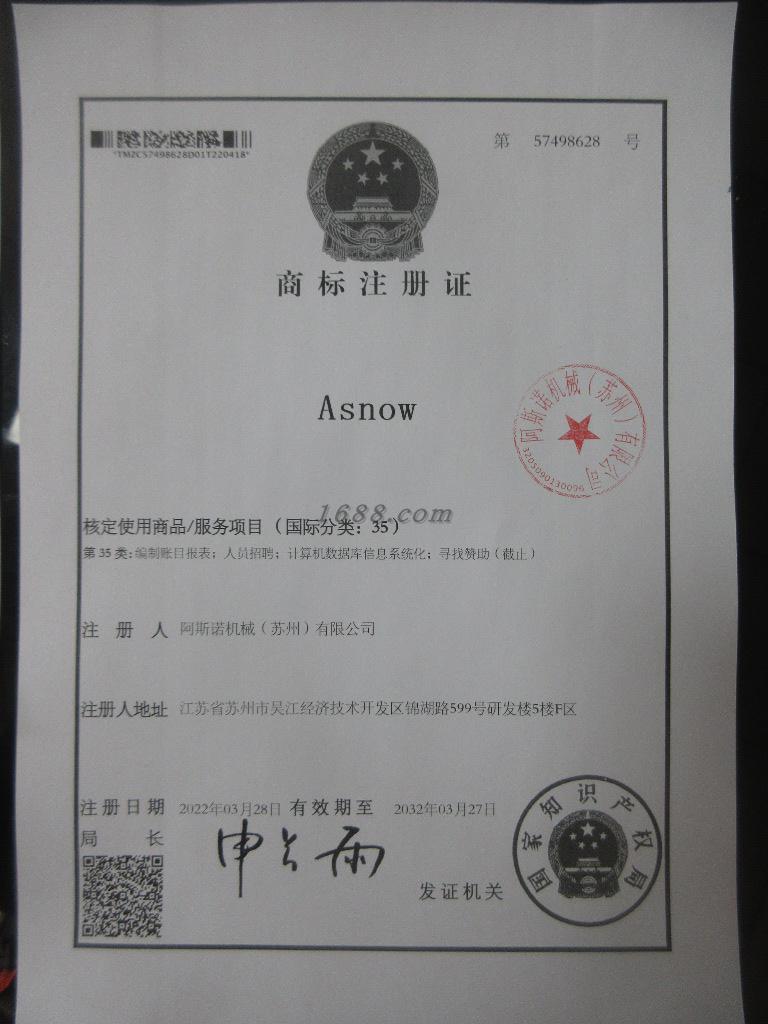 第 57498628 号
*TMZC57498628D01T220418*
商标注册证
Asnow
阿斯诺机械（苏州）有限公司
3205090130096
1688.com
核定使用商品/服务项目（国际分类：35）
第 35 类：编制账目报表；人员招聘；计算机数据库信息系统化；寻找赞助（截止）
注册人 阿斯诺机械（苏州）有限公司
注册人地址 江苏省苏州市吴江经济技术开发区锦湖路599号研发楼5楼F区
注册日期 2022年03月28日 有效期至 2032年03月27日
局长 申长雨
发证机关
国家知识产权局